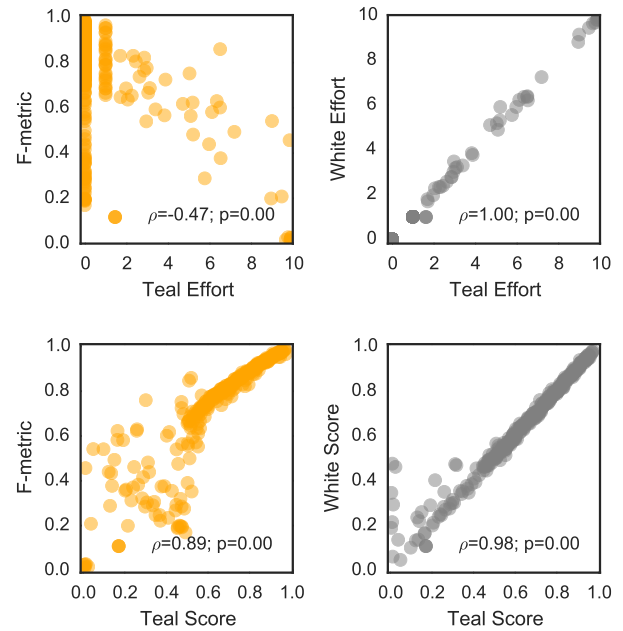 1.0
0.8
0.6
0.4
0.2
0.0
F-metric
0 2 4 6 8 10
Teal Effort
ρ=-0.47; p=0.00
10
8
6
4
2
0
White Effort
0 2 4 6 8 10
Teal Effort
ρ=1.00; p=0.00
1.0
0.8
0.6
0.4
0.2
0.0
F-metric
0.0 0.2 0.4 0.6 0.8 1.0
Teal Score
ρ=0.89; p=0.00
1.0
0.8
0.6
0.4
0.2
0.0
White Score
0.0 0.2 0.4 0.6 0.8 1.0
Teal Score
ρ=0.98; p=0.00